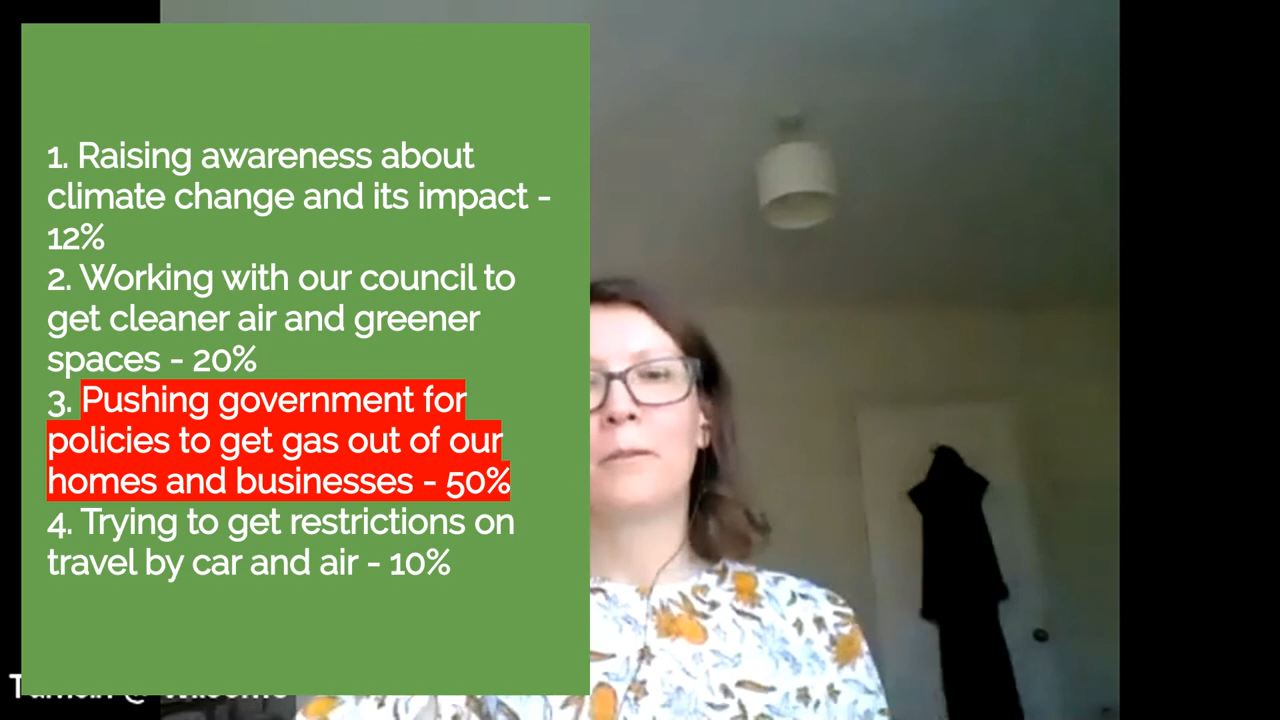 1. Raising awareness about
climate change and its impact -
12%
2. Working with our council to
get cleaner air and greener
spaces - 20%
3. Pushing government for
policies to get gas out of our
homes and businesses - 50%
4. Trying to get restrictions on
travel by car and air - 10%